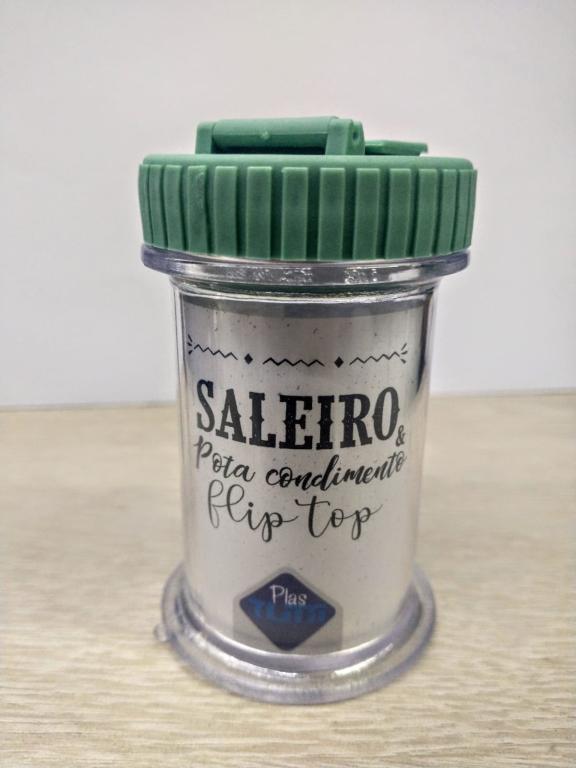 SALEIRO &
Pota condimento
flip top
Plas